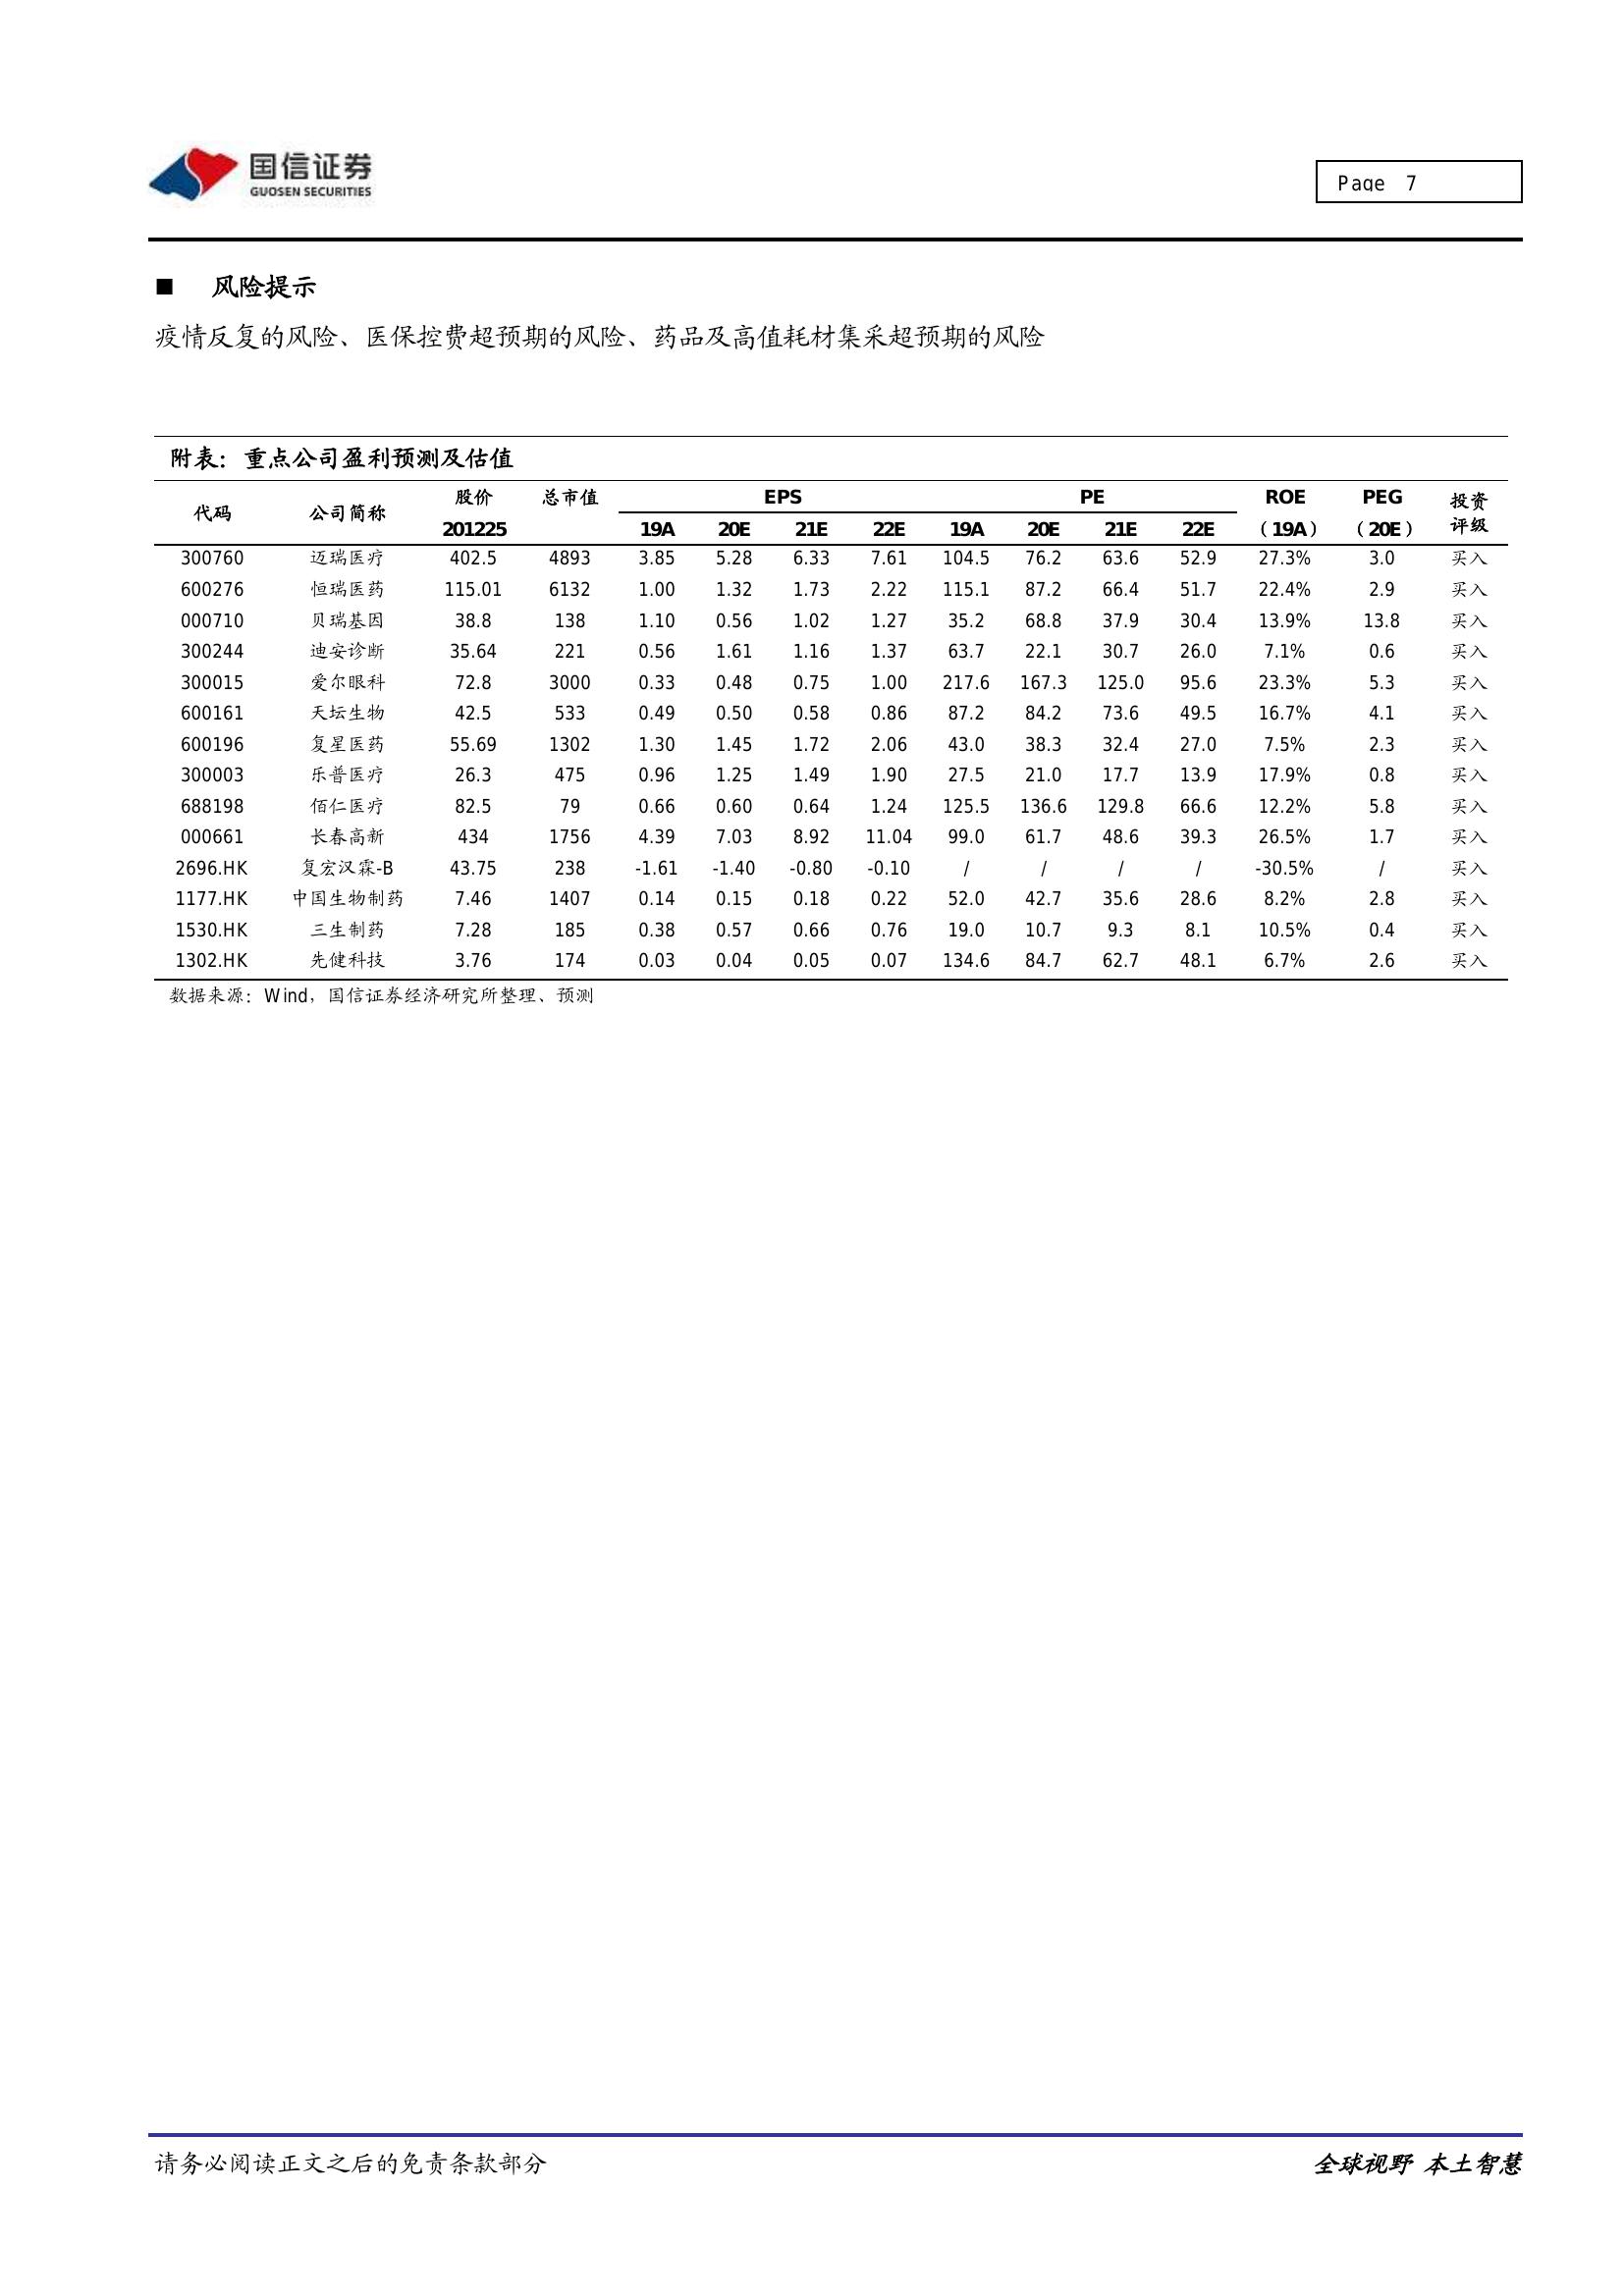 国信证券
GUOSEN SECURITIES
Page 7
■ 风险提示
疫情反复的风险、医保控费超预期的风险、药品及高值耗材集采超预期的风险
附表：重点公司盈利预测及估值
代码 公司简称 股价 总市值 EPS PE ROE PEG 投资
201225 19A 20E 21E 22E 19A 20E 21E 22E （19A） （20E） 评级
300760 迈瑞医疗 402.5 4893 3.85 5.28 6.33 7.61 104.5 76.2 63.6 52.9 27.3% 3.0 买入
600276 恒瑞医药 115.01 6132 1.00 1.32 1.73 2.22 115.1 87.2 66.4 51.7 22.4% 2.9 买入
000710 贝瑞基因 38.8 138 1.10 0.56 1.02 1.27 35.2 68.8 37.9 30.4 13.9% 13.8 买入
300244 迪安诊断 35.64 221 0.56 1.61 1.16 1.37 63.7 22.1 30.7 26.0 7.1% 0.6 买入
300015 爱尔眼科 72.8 3000 0.33 0.48 0.75 1.00 217.6 167.3 125.0 95.6 23.3% 5.3 买入
600161 天坛生物 42.5 533 0.49 0.50 0.58 0.86 87.2 84.2 73.6 49.5 16.7% 4.1 买入
600196 复星医药 55.69 1302 1.30 1.45 1.72 2.06 43.0 38.3 32.4 27.0 7.5% 2.3 买入
300003 乐普医疗 26.3 475 0.96 1.25 1.49 1.90 27.5 21.0 17.7 13.9 17.9% 0.8 买入
688198 佰仁医疗 82.5 79 0.66 0.60 0.64 1.24 125.5 136.6 129.8 66.6 12.2% 5.8 买入
000661 长春高新 434 1756 4.39 7.03 8.92 11.04 99.0 61.7 48.6 39.3 26.5% 1.7 买入
2696.HK 复宏汉霖-B 43.75 238 -1.61 -1.40 -0.80 -0.10 / / / / -30.5% / 买入
1177.HK 中国生物制药 7.46 1407 0.14 0.15 0.18 0.22 52.0 42.7 35.6 28.6 8.2% 2.8 买入
1530.HK 三生制药 7.28 185 0.38 0.57 0.66 0.76 19.0 10.7 9.3 8.1 10.5% 0.4 买入
1302.HK 先健科技 3.76 174 0.03 0.04 0.05 0.07 134.6 84.7 62.7 48.1 6.7% 2.6 买入
数据来源：Wind，国信证券经济研究所整理、预测
请务必阅读正文之后的免责条款部分
全球视野 本土智慧